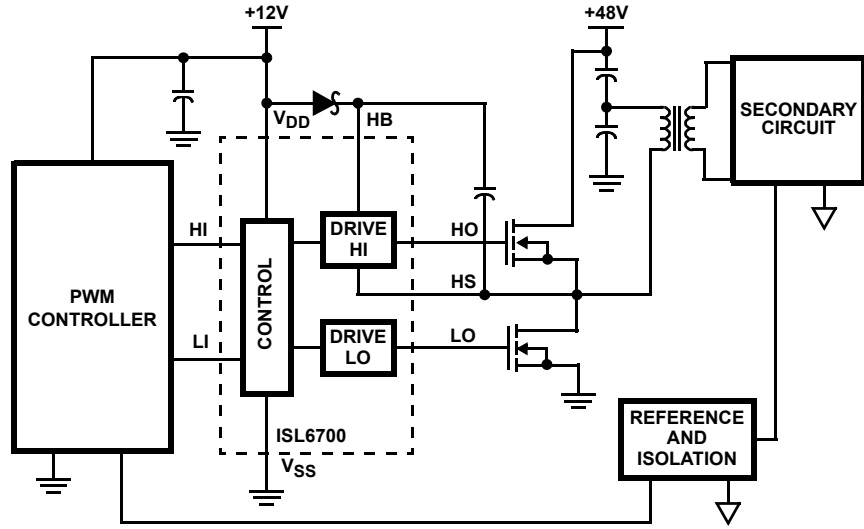 +12V
+48V
VDD
HB
SECONDARY
CIRCUIT
HI
DRIVE
HI
HO
PWM
CONTROLLER
CONTROL
HS
LI
DRIVE
LO
LO
ISL6700
VSS
REFERENCE
AND
ISOLATION